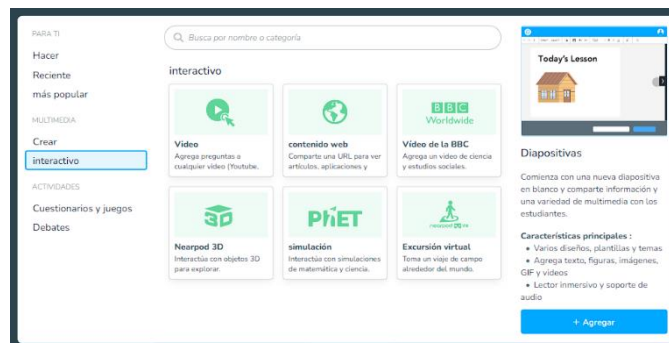 PARA TI
Hacer
Reciente
más popular
MULTIMEDIA
Crear
interactivo
ACTIVIDADES
Cuestionarios y juegos
Debates
Busca por nombre o categoría
interactivo
Video
Agrega preguntas a
cualquier vídeo (Youtube,
contenido web
Comparte una URL para ver
artículos, aplicaciones y
BBC
Worldwide
Vídeo de la BBC
Agrega un video de ciencia
y estudios sociales.
3D
Nearpod 3D
Interactúa con objetos 3D
para explorar.
PhET
simulación
Interactúa con simulaciones
de matemática y ciencia.
nearpod VR
Excursión virtual
Toma un viaje de campo
alrededor del mundo.
Today's Lesson
Diapositivas
Comienza con una nueva diapositiva
en blanco y comparte información y
una variedad de multimedia con los
estudiantes.
Características principales :
• Varios diseños, plantillas y temas
• Agrega texto, figuras, imágenes,
GIF y videos
• Lector inmersivo y soporte de
audio
+ Agregar